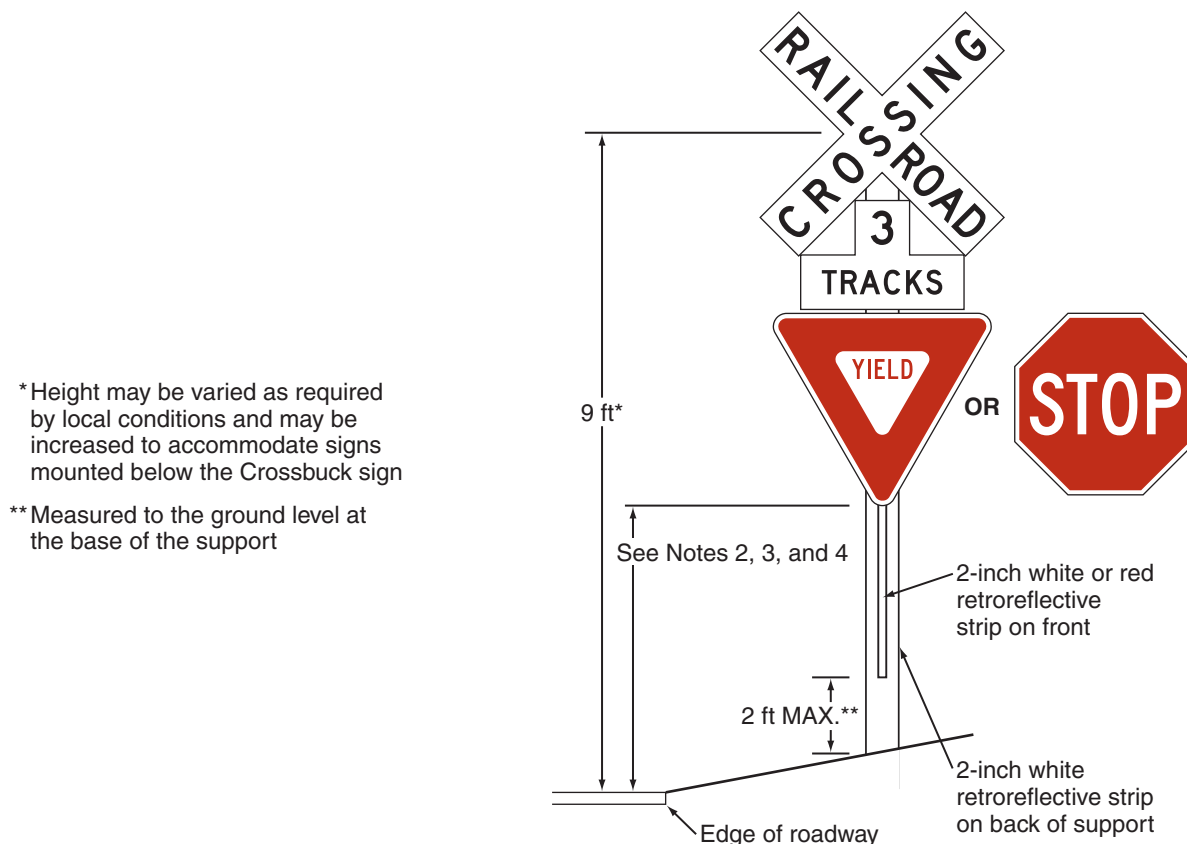 RAILROAD
CROSSING
3
TRACKS
YIELD
OR
STOP
9 ft*
*Height may be varied as required
by local conditions and may be
increased to accommodate signs
mounted below the Crossbuck sign
**Measured to the ground level at
the base of the support
See Notes 2, 3, and 4
2-inch white or red
retroreflective
strip on front
2 ft MAX.**
2-inch white
retroreflective strip
on back of support
Edge of roadway